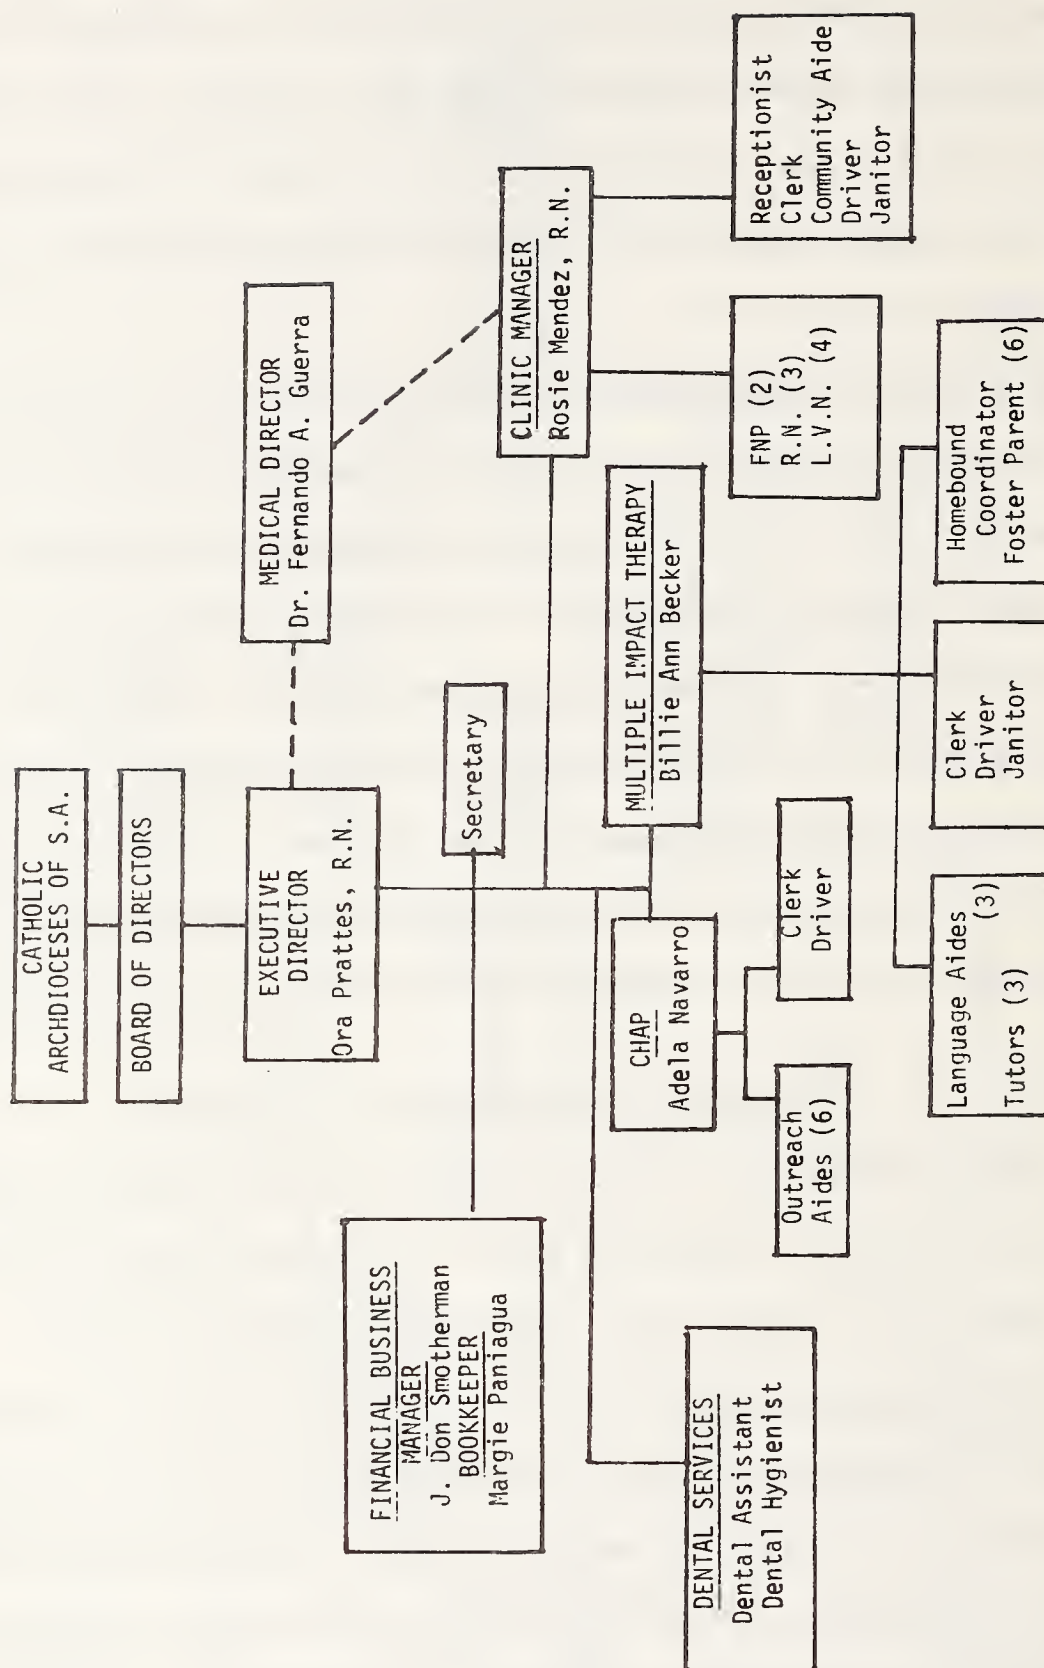 CATHOLIC
ARCHDIOCESES OF S.A.
BOARD OF DIRECTORS
EXECUTIVE
DIRECTOR
Ora Prattes, R.N.
MEDICAL DIRECTOR
Dr. Fernando A. Guerra
FINANCIAL BUSINESS
MANAGER
J. Don Smotherman
BOOKKEEPER
Margie Paniagua
Secretary
CLINIC MANAGER
Rosie Mendez, R.N.
DENTAL SERVICES
Dental Assistant
Dental Hygienist
CHAP
Adela Navarro
MULTIPLE IMPACT THERAPY
Billie Ann Becker
FNP (2)
R.N. (3)
L.V.N. (4)
Receptionist
Clerk
Community Aide
Driver
Janitor
Outreach
Aides (6)
Clerk
Driver
Language Aides
(3)
Tutors (3)
Clerk
Driver
Janitor
Homebound
Coordinator
Foster Parent (6)